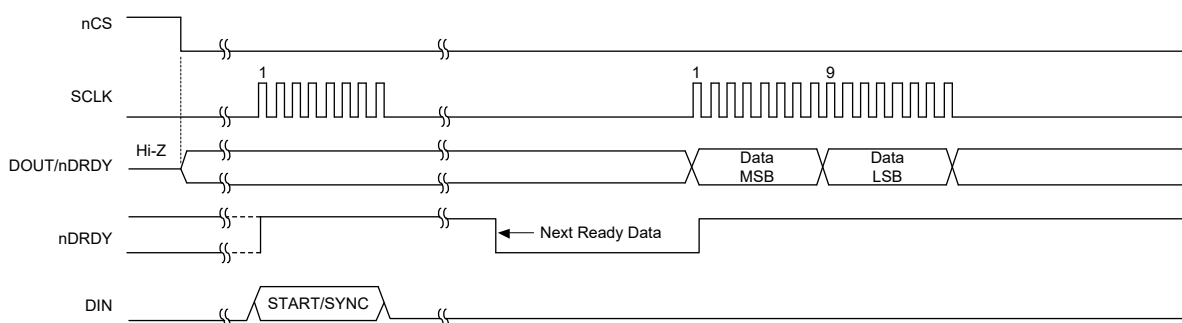 nCS
1
1
9
SCLK
Hi-Z
DOUT/nDRDY
Data
MSB
Data
LSB
nDRDY
Next Ready Data
DIN
START/SYNC